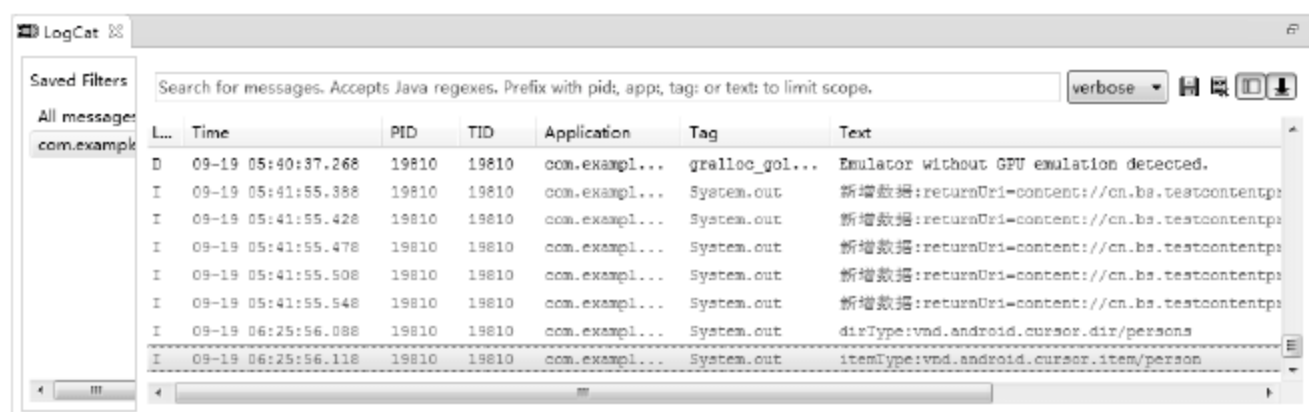 LogCat
Saved Filters
All messages
com.example
Search for messages. Accepts Java regexes. Prefix with pid:, app:, tag: or text: to limit scope.
verbose
L... Time PID TID Application Tag Text
D 09-19 05:40:37.268 19810 19810 com.exampl... gralloc_gol... Emulator without GPU emulation detected.
I 09-19 05:41:55.388 19810 19810 com.exampl... System.out 新增数据:returnUri=content://cn.bs.testcontentp
I 09-19 05:41:55.428 19810 19810 com.exampl... System.out 新增数据:returnUri=content://cn.bs.testcontentp
I 09-19 05:41:55.478 19810 19810 com.exampl... System.out 新增数据:returnUri=content://cn.bs.testcontentp
I 09-19 05:41:55.508 19810 19810 com.exampl... System.out 新增数据:returnUri=content://cn.bs.testcontentp
I 09-19 05:41:55.548 19810 19810 com.exampl... System.out 新增数据:returnUri=content://cn.bs.testcontentp
I 09-19 06:25:56.088 19810 19810 com.exampl... System.out dirType:vnd.android.cursor.dir/persons
I 09-19 06:25:56.118 19810 19810 com.exampl... System.out itemType:vnd.android.cursor.item/person